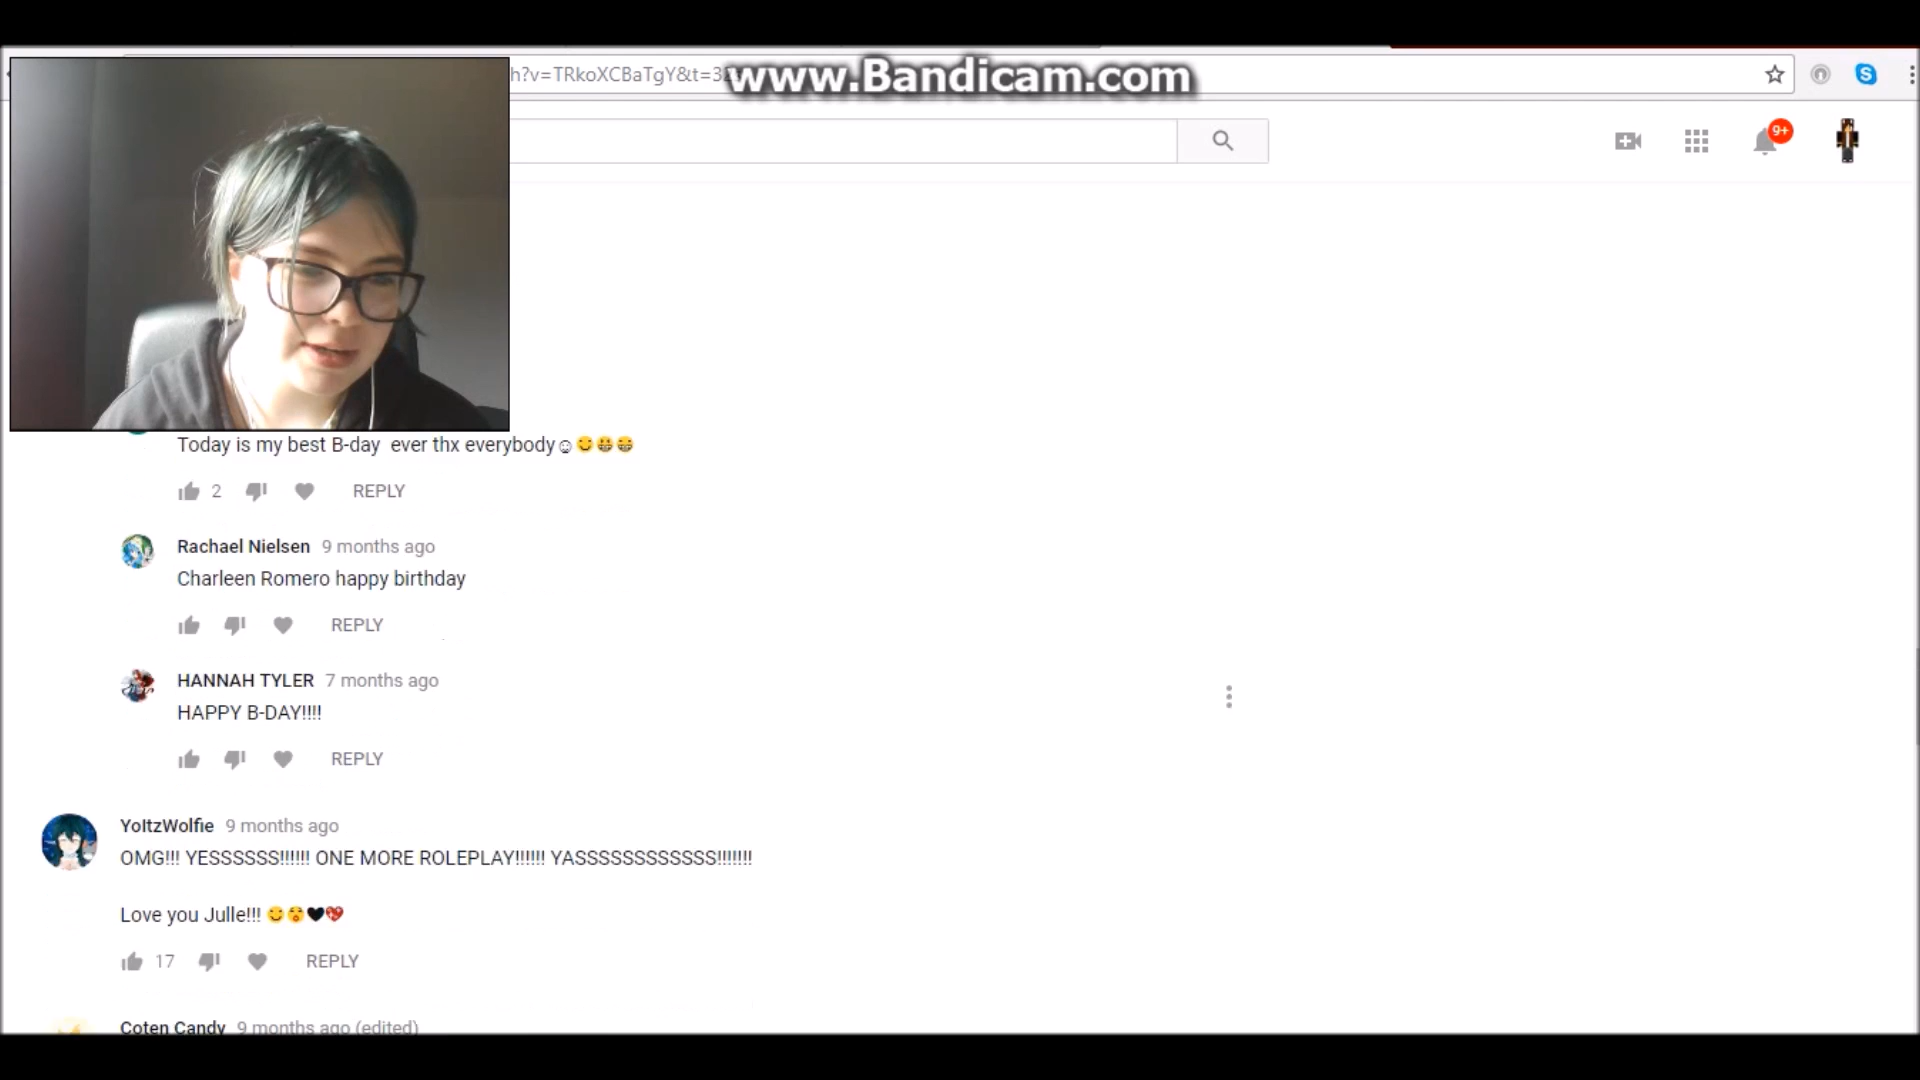 www.Bandicam.com
h?v=TRkoXCBaTgY&t=3
9+
Today is my best B-day ever thx everybody☺😊😁😁
2 REPLY
Rachael Nielsen 9 months ago
Charleen Romero happy birthday
REPLY
HANNAH TYLER 7 months ago
HAPPY B-DAY!!!!
REPLY
YoItzWolfie 9 months ago
OMG!!! YESSSSSS!!!!!! ONE MORE ROLEPLAY!!!!!! YASSSSSSSSSSSS!!!!!!!
Love you Julle!!! 😊😲🖤💖
17 REPLY
Coten Candy 9 months ago (edited)